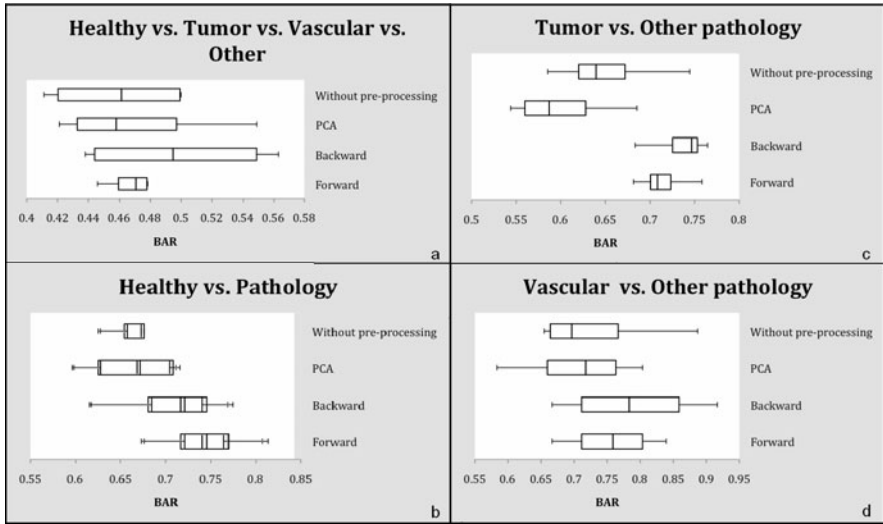 Healthy vs. Tumor vs. Vascular vs.
Other
Without pre-processing
PCA
Backward
Forward
0.4 0.42 0.44 0.46 0.48 0.5 0.52 0.54 0.56 0.58
BAR
a
Tumor vs. Other pathology
Without pre-processing
PCA
Backward
Forward
0.5 0.55 0.6 0.65 0.7 0.75 0.8
BAR
c
Healthy vs. Pathology
Without pre-processing
PCA
Backward
Forward
0.55 0.6 0.65 0.7 0.75 0.8 0.85
BAR
b
Vascular vs. Other pathology
Without pre-processing
PCA
Backward
Forward
0.55 0.6 0.65 0.7 0.75 0.8 0.85 0.9 0.95
BAR
d